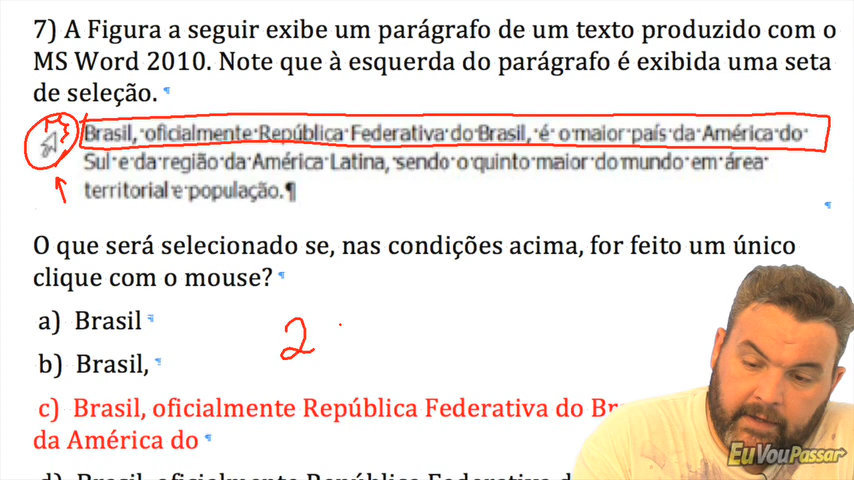 7) A Figura a seguir exibe um parágrafo de um texto produzido com o
MS Word 2010. Note que à esquerda do parágrafo é exibida uma seta
de seleção.
Brasil, oficialmente República Federativa do Brasil, é o maior país da América do
Sul e da região da América Latina, sendo o quinto maior do mundo em área
territorial e população.¶
O que será selecionado se, nas condições acima, for feito um único
clique com o mouse?
a) Brasil
2
b) Brasil,
c) Brasil, oficialmente República Federativa do
da América do
d) Brasil, oficialmente República Federativa
EuVouPassar